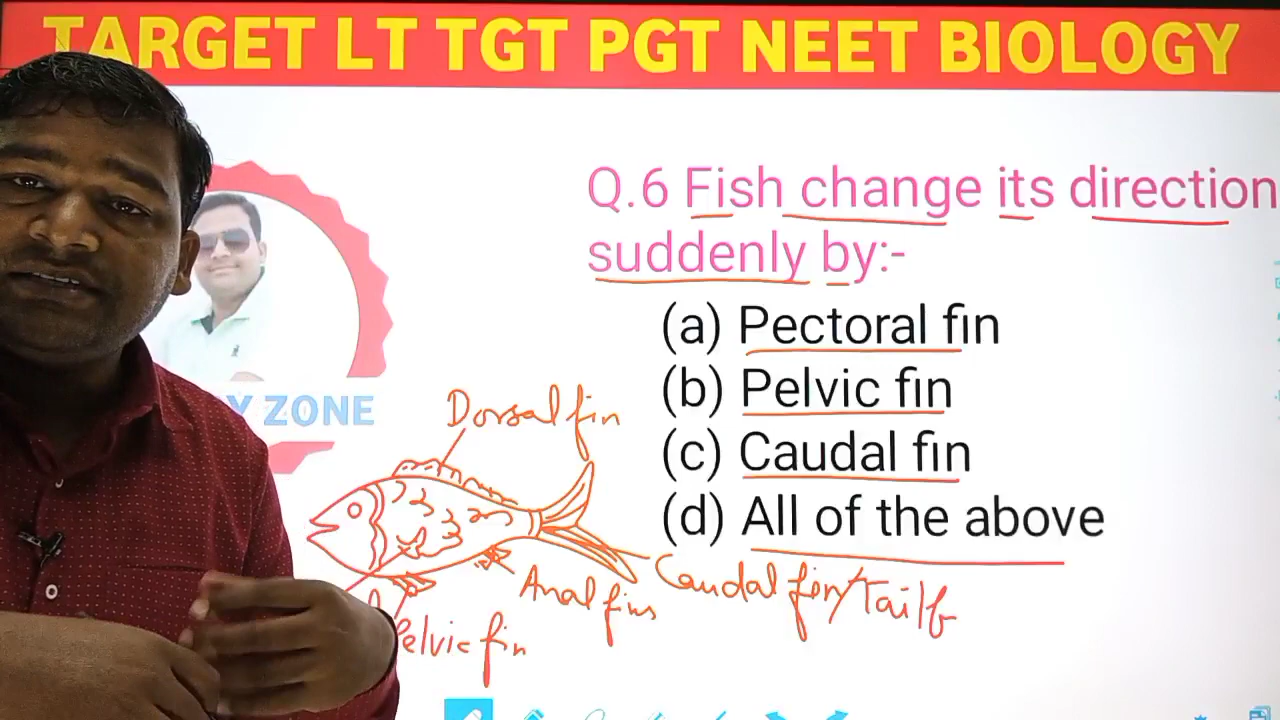 TARGET LT TGT PGT NEET BIOLOGY
Q.6 Fish change its direction
suddenly by:-
(a) Pectoral fin
(b) Pelvic fin
(c) Caudal fin
(d) All of the above
ZONE
Dorsal fin
Anal fins
Caudal fin/Tail
Pelvic fin